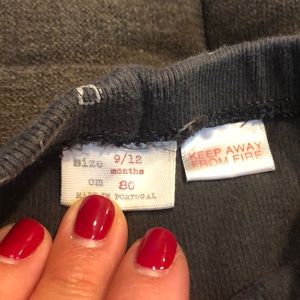 size 9/12
months
cm 80
MADE IN PORTUGAL
KEEP AWAY
FROM FIRE